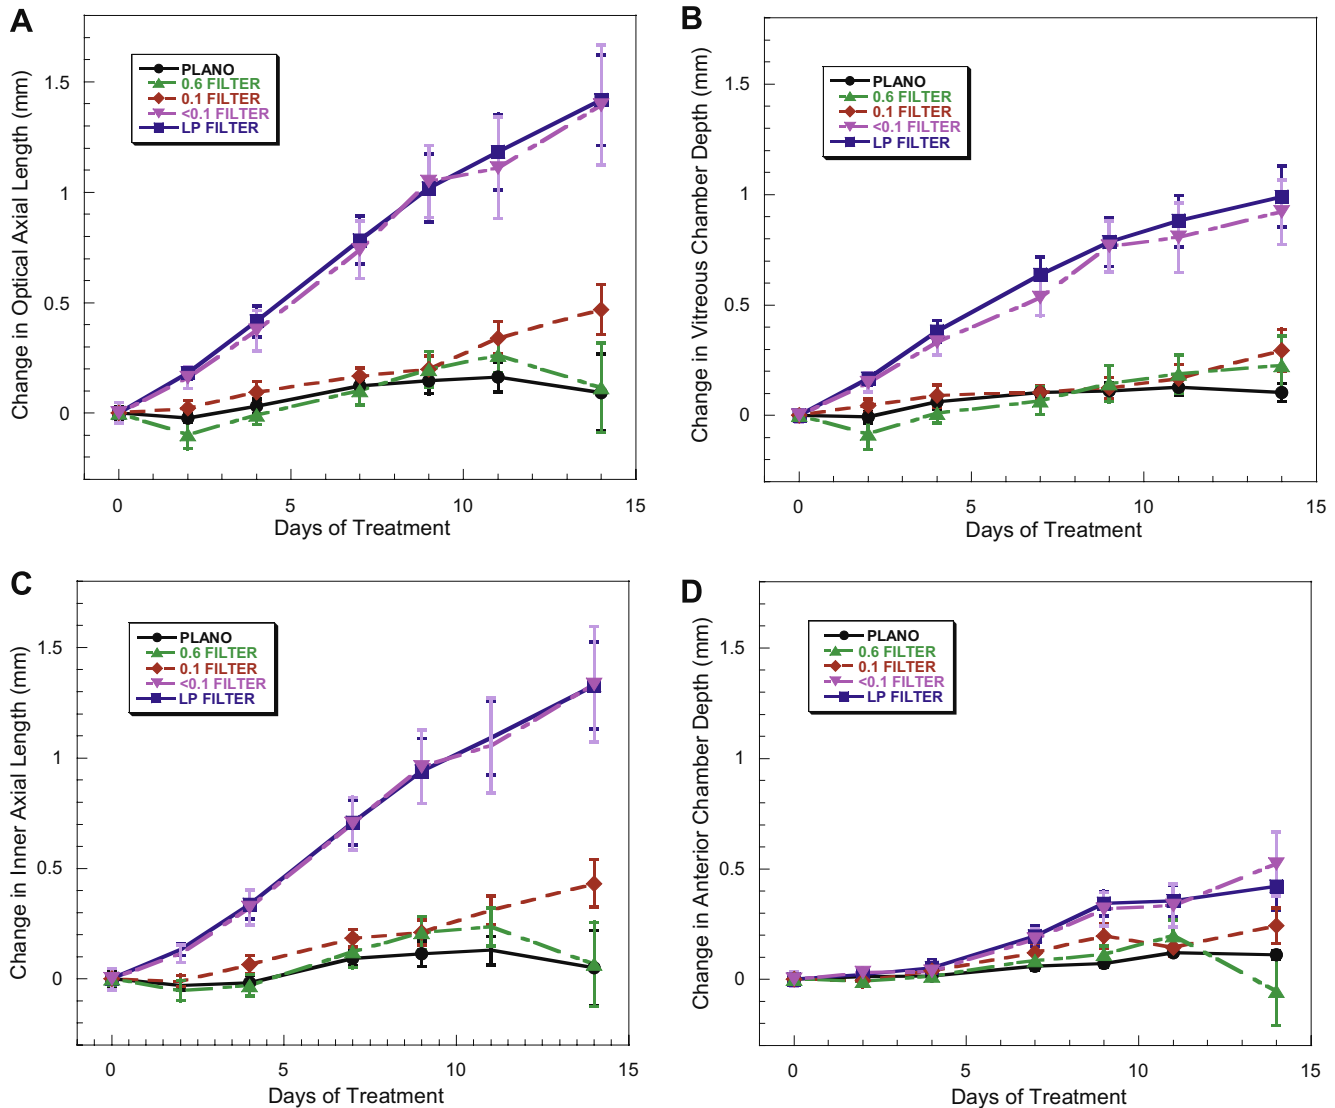 A
Change in Optical Axial Length (mm)
PLANO
0.6 FILTER
0.1 FILTER
<0.1 FILTER
LP FILTER
1.5
1
0.5
0
0 5 10 15
Days of Treatment
B
Change in Vitreous Chamber Depth (mm)
PLANO
0.6 FILTER
0.1 FILTER
<0.1 FILTER
LP FILTER
1.5
1
0.5
0
0 5 10 15
Days of Treatment
C
Change in Inner Axial Length (mm)
PLANO
0.6 FILTER
0.1 FILTER
<0.1 FILTER
LP FILTER
1.5
1
0.5
0
0 5 10 15
Days of Treatment
D
Change in Anterior Chamber Depth (mm)
PLANO
0.6 FILTER
0.1 FILTER
<0.1 FILTER
LP FILTER
1.5
1
0.5
0
0 5 10 15
Days of Treatment